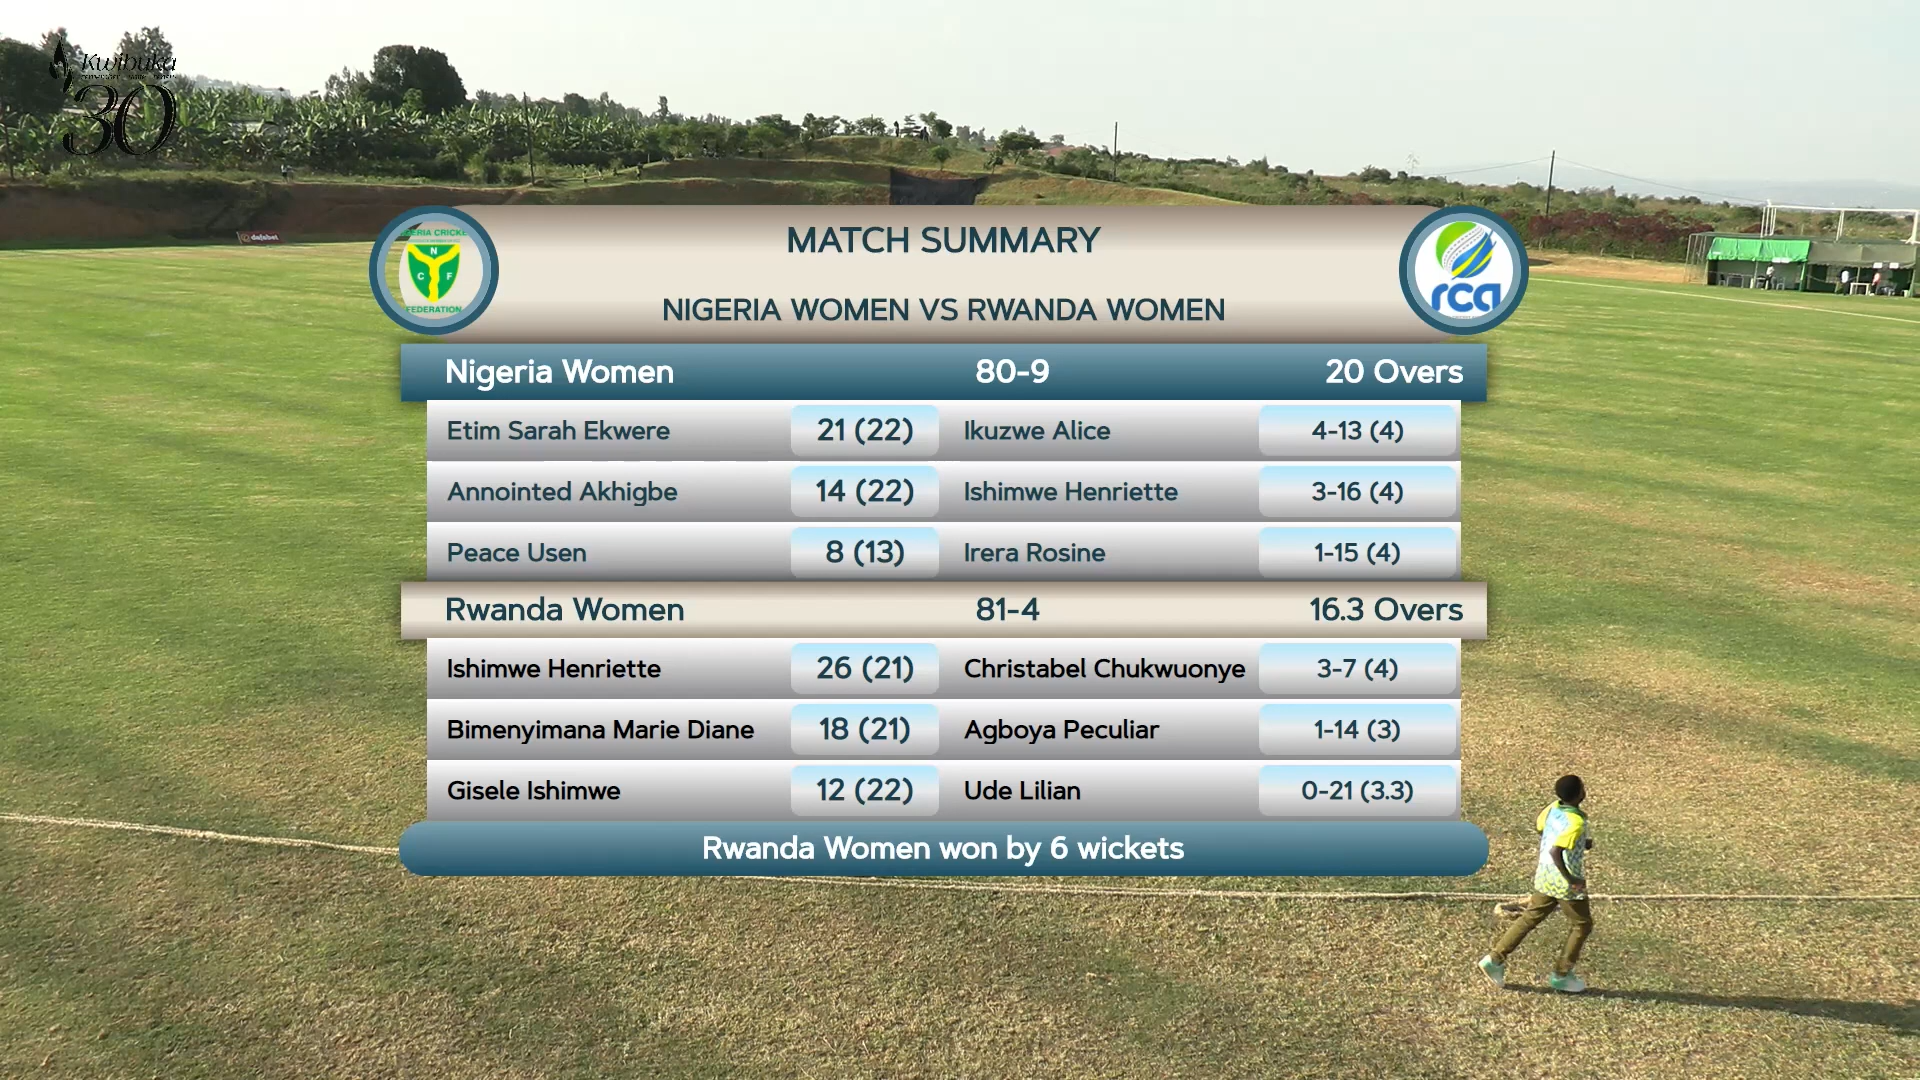 Kwibuka
30
dafabet
MATCH SUMMARY
NIGERIA WOMEN VS RWANDA WOMEN
NIGERIA CRICKET
N
C F
FEDERATION
rca
Nigeria Women 80-9 20 Overs
Etim Sarah Ekwere 21 (22) Ikuzwe Alice 4-13 (4)
Annointed Akhigbe 14 (22) Ishimwe Henriette 3-16 (4)
Peace Usen 8 (13) Irera Rosine 1-15 (4)
Rwanda Women 81-4 16.3 Overs
Ishimwe Henriette 26 (21) Christabel Chukwuonye 3-7 (4)
Bimenyimana Marie Diane 18 (21) Agboya Peculiar 1-14 (3)
Gisele Ishimwe 12 (22) Ude Lilian 0-21 (3.3)
Rwanda Women won by 6 wickets